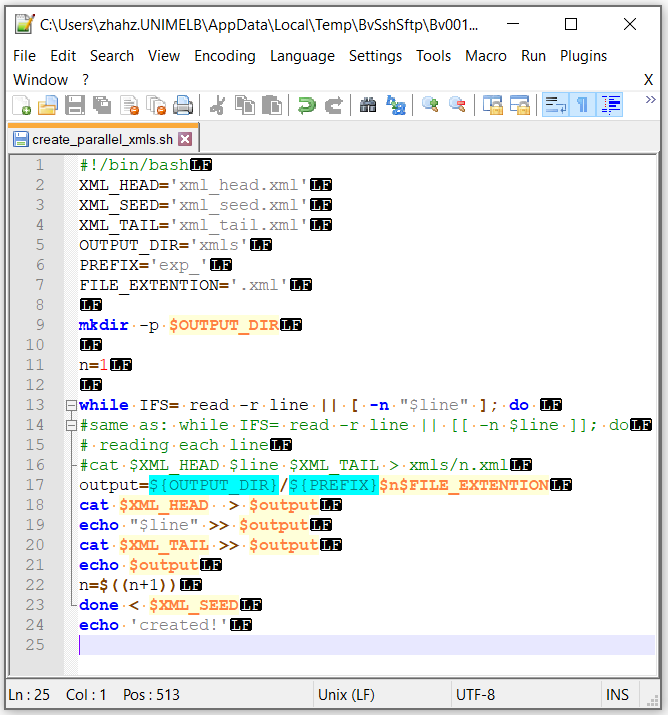 C:\Users\zhahz.UNIMELB\AppData\Local\Temp\BvSshSftp\Bv001...
File Edit Search View Encoding Language Settings Tools Macro Run Plugins
Window ? X
create_parallel_xmls.sh
1 #!/bin/bashLF
2 XML_HEAD='xml_head.xml'LF
3 XML_SEED='xml_seed.xml'LF
4 XML_TAIL='xml_tail.xml'LF
5 OUTPUT_DIR='xmls'LF
6 PREFIX='exp_'LF
7 FILE_EXTENTION='.xml'LF
8 LF
9 mkdir -p $OUTPUT_DIRLF
10 LF
11 n=1LF
12 LF
13 while IFS= read -r line || [ -n "$line" ]; do LF
14 #same as: while IFS= read -r line || [[ -n $line ]]; doLF
15 # reading each lineLF
16 #cat $XML_HEAD $line $XML_TAIL > xmls/n.xmlLF
17 output=${OUTPUT_DIR}/${PREFIX}$n$FILE_EXTENTIONLF
18 cat $XML_HEAD  > $outputLF
19 echo "$line" >> $outputLF
20 cat $XML_TAIL >> $outputLF
21 echo $outputLF
22 n=$((n+1))LF
23 done < $XML_SEEDLF
24 echo 'created!'LF
25
Ln : 25 Col : 1 Pos : 513 Unix (LF) UTF-8 INS